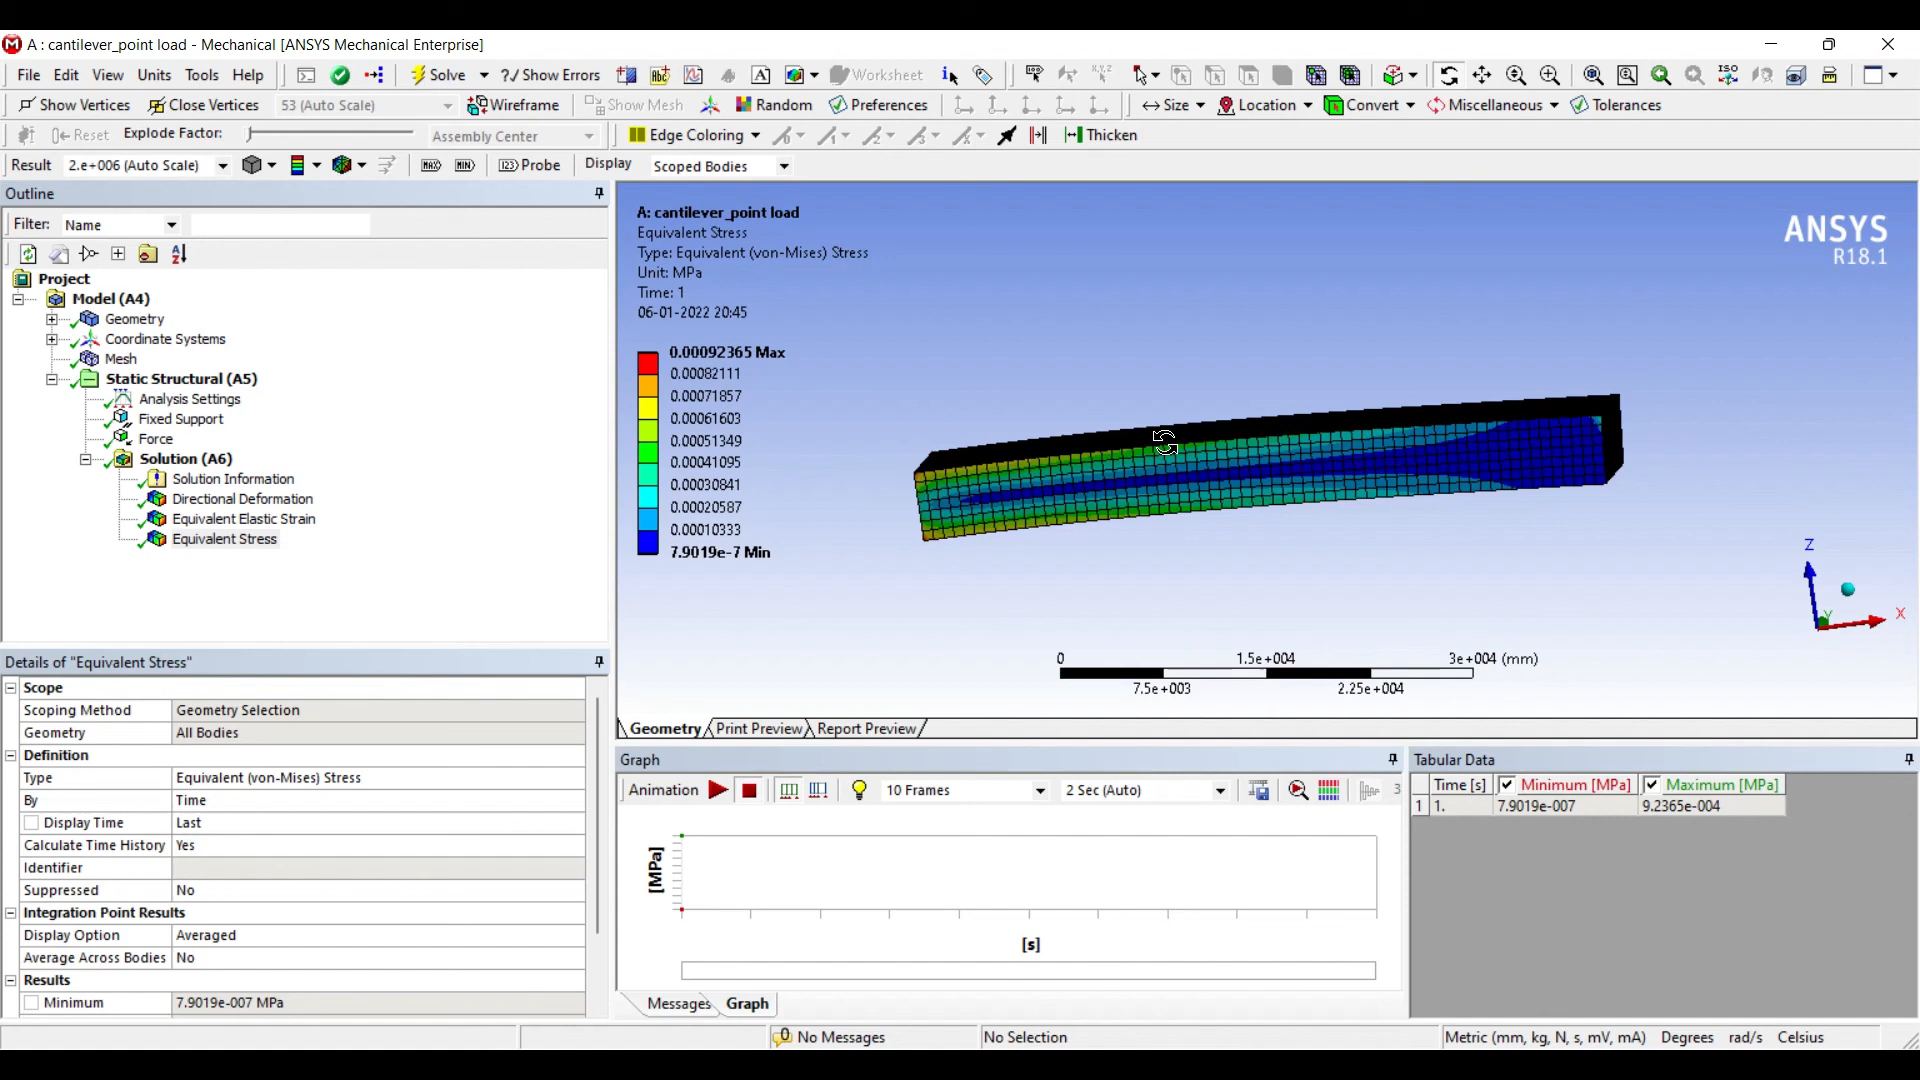 A : cantilever_point load - Mechanical [ANSYS Mechanical Enterprise]
File Edit View Units Tools Help Solve ?/ Show Errors Worksheet
Show Vertices Close Vertices 53 (Auto Scale) Wireframe Show Mesh Random Preferences Size Location Convert Miscellaneous Tolerances
Reset Explode Factor: Assembly Center Edge Coloring Thicken
Result 2.e+006 (Auto Scale) MAX MIN Probe Display Scoped Bodies
Outline
Filter: Name
Project
Model (A4)
Geometry
Coordinate Systems
Mesh
Static Structural (A5)
Analysis Settings
Fixed Support
Force
Solution (A6)
Solution Information
Directional Deformation
Equivalent Elastic Strain
Equivalent Stress
Details of "Equivalent Stress"
Scope
Scoping Method Geometry Selection
Geometry All Bodies
Definition
Type Equivalent (von-Mises) Stress
By Time
Display Time Last
Calculate Time History Yes
Identifier
Suppressed No
Integration Point Results
Display Option Averaged
Average Across Bodies No
Results
Minimum 7.9019e-007 MPa
A: cantilever_point load
Equivalent Stress
Type: Equivalent (von-Mises) Stress
Unit: MPa
Time: 1
06-01-2022 20:45
0.00092365 Max
0.00082111
0.00071857
0.00061603
0.00051349
0.00041095
0.00030841
0.00020587
0.00010333
7.9019e-7 Min
ANSYS
R18.1
Z
Y
X
0 1.5e+004 3e+004 (mm)
7.5e+003 2.25e+004
Geometry Print Preview Report Preview
Graph
Animation 10 Frames 2 Sec (Auto) 3
[MPa]
[s]
Messages Graph
Tabular Data
Time [s] Minimum [MPa] Maximum [MPa]
1 1. 7.9019e-007 9.2365e-004
No Messages No Selection Metric (mm, kg, N, s, mV, mA) Degrees rad/s Celsius